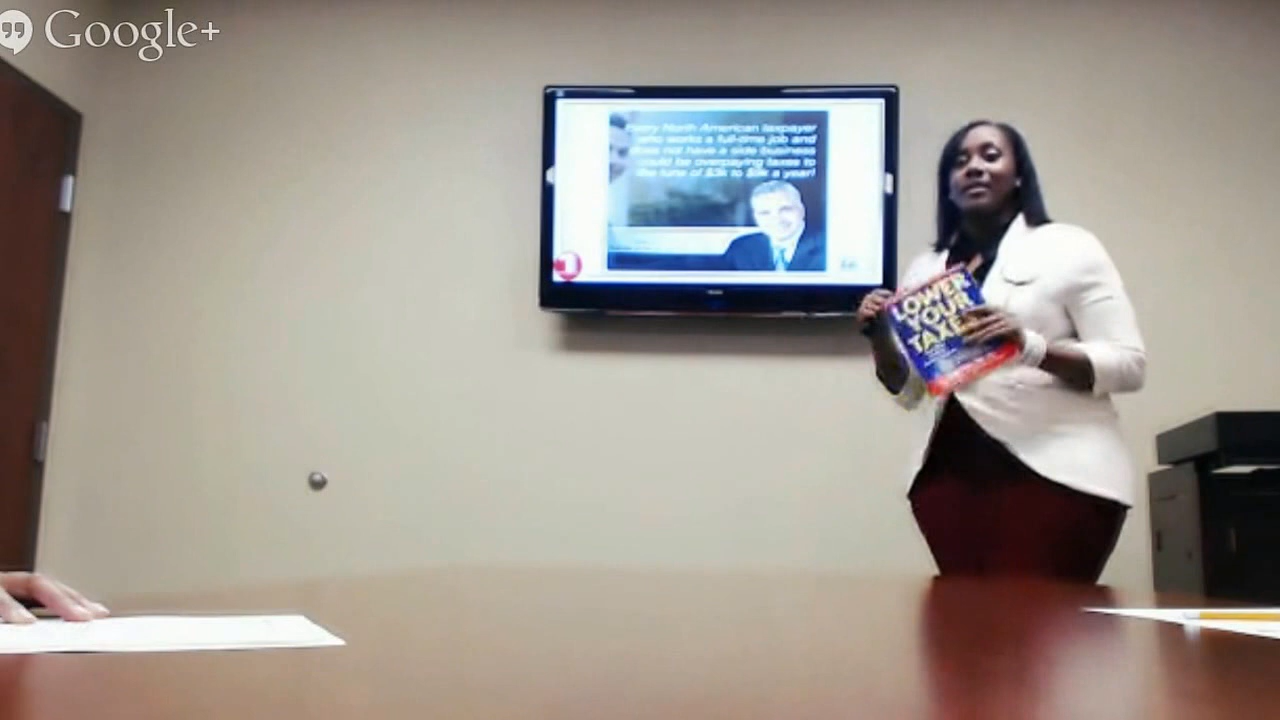 Google+
Every North American taxpayer
who works a full-time job and
does not have a side business
could be overpaying taxes to
the tune of $3k to $9k a year!
LOWER
YOUR
TAXES